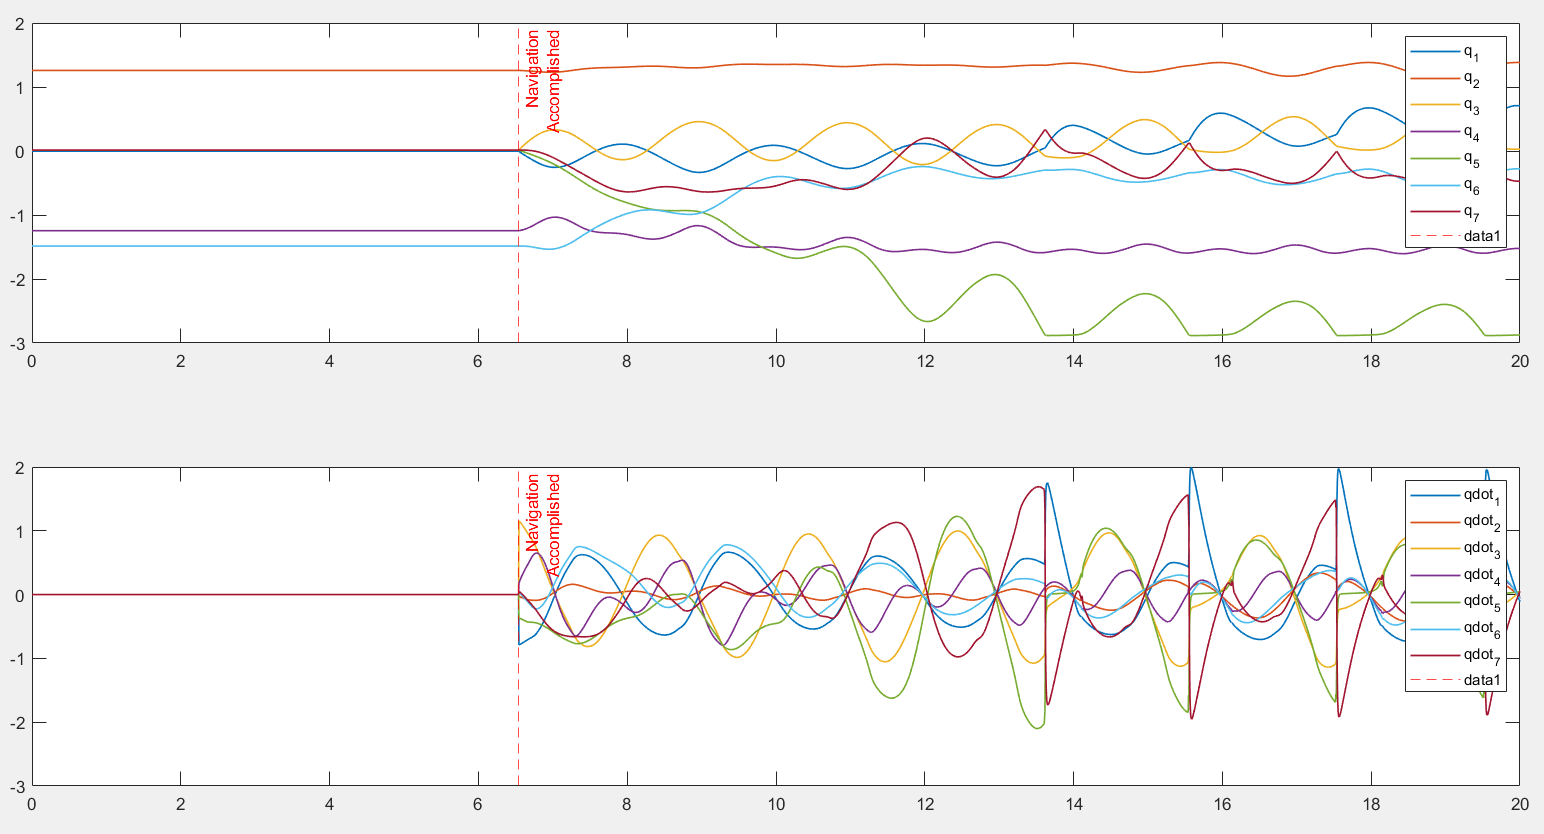 2
1
0
-1
-2
-3
0 2 4 6 8 10 12 14 16 18 20
Navigation
Accomplished
q1
q2
q3
q4
q5
q6
q7
data1
2
1
0
-1
-2
-3
0 2 4 6 8 10 12 14 16 18 20
Navigation
Accomplished
qdot1
qdot2
qdot3
qdot4
qdot5
qdot6
qdot7
data1